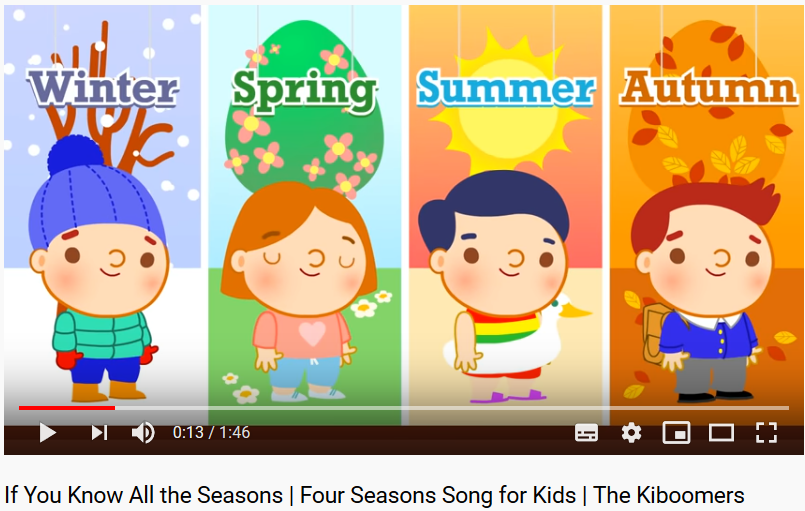 Winter Spring Summer Autumn
0:13 / 1:46
If You Know All the Seasons | Four Seasons Song for Kids | The Kiboomers